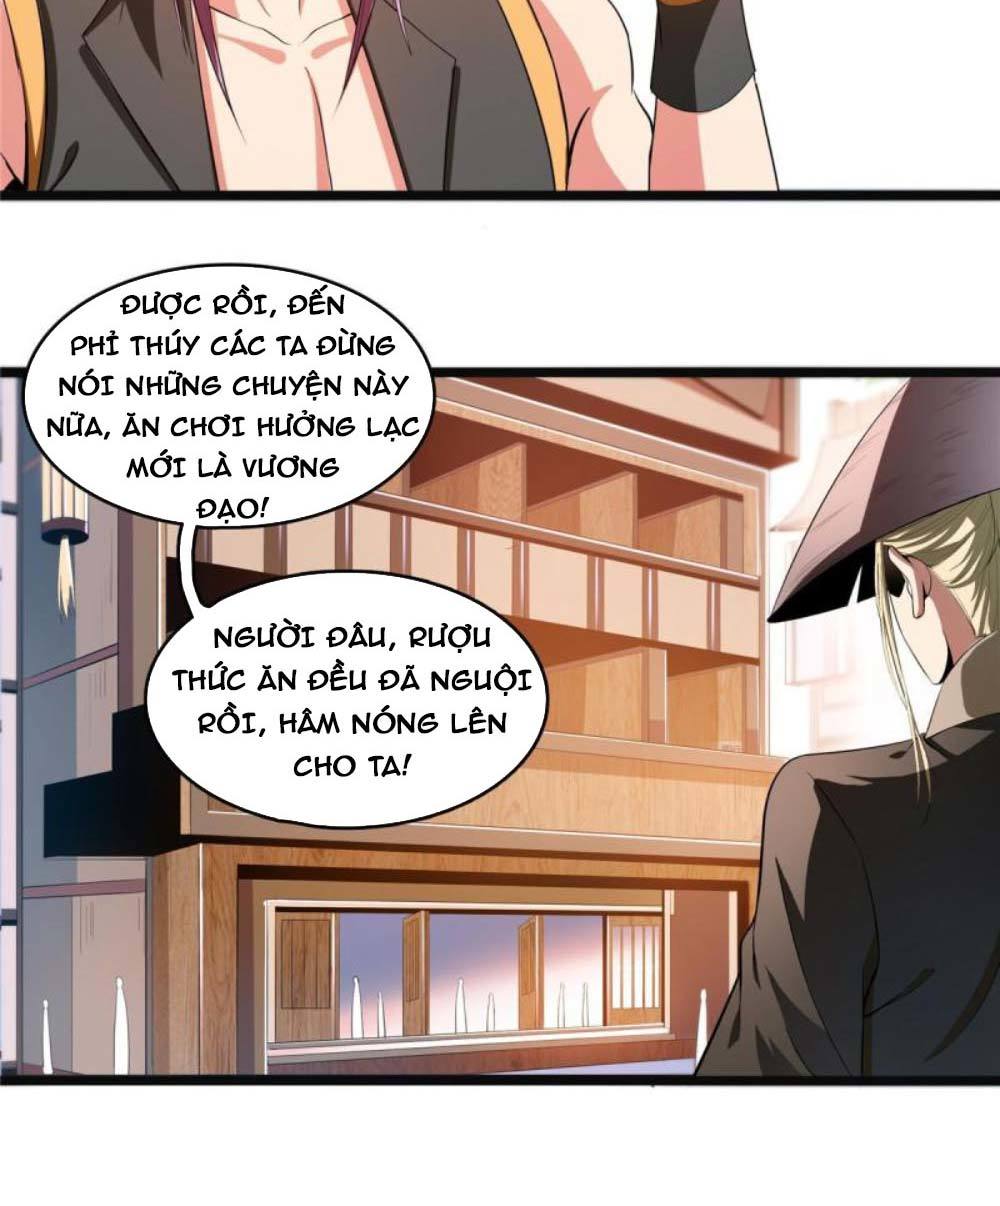 ĐƯỢC RỒI, ĐẾN
PHỈ THÚY CÁC TA ĐỪNG
NÓI NHỮNG CHUYỆN NÀY
NỮA, ĂN CHƠI HƯỞNG LẠC
MỚI LÀ VƯƠNG
ĐẠO!
NGƯỜI ĐÂU, RƯỢU
THỨC ĂN ĐỀU ĐÃ NGUỘI
RỒI, HÂM NÓNG LÊN
CHO TA!